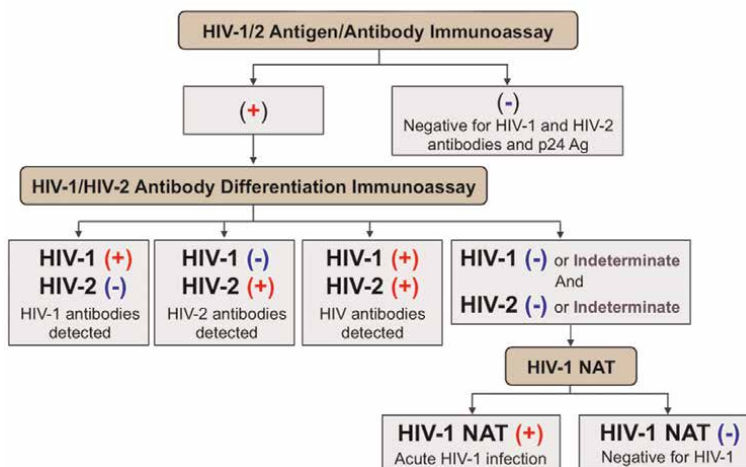 HIV-1/2 Antigen/Antibody Immunoassay
(+)
(-)
Negative for HIV-1 and HIV-2
antibodies and p24 Ag
HIV-1/HIV-2 Antibody Differentiation Immunoassay
HIV-1 (+)
HIV-2 (-)
HIV-1 antibodies
detected
HIV-1 (-)
HIV-2 (+)
HIV-2 antibodies
detected
HIV-1 (+)
HIV-2 (+)
HIV antibodies
detected
HIV-1 (-) or Indeterminate
And
HIV-2 (-) or Indeterminate
HIV-1 NAT
HIV-1 NAT (+)
Acute HIV-1 infection
HIV-1 NAT (-)
Negative for HIV-1